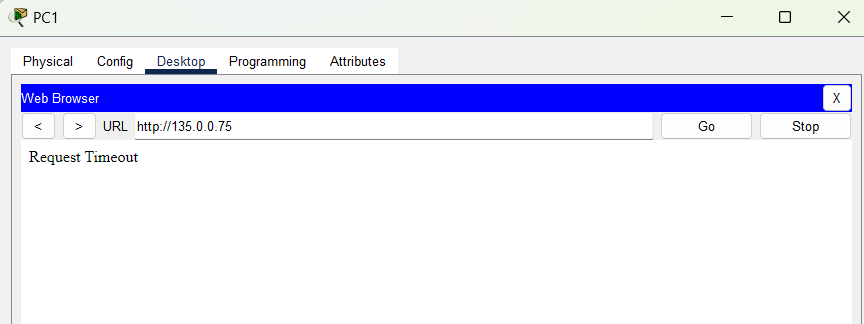 PC1
Physical Config Desktop Programming Attributes
Web Browser X
< > URL http://135.0.0.75 Go Stop
Request Timeout